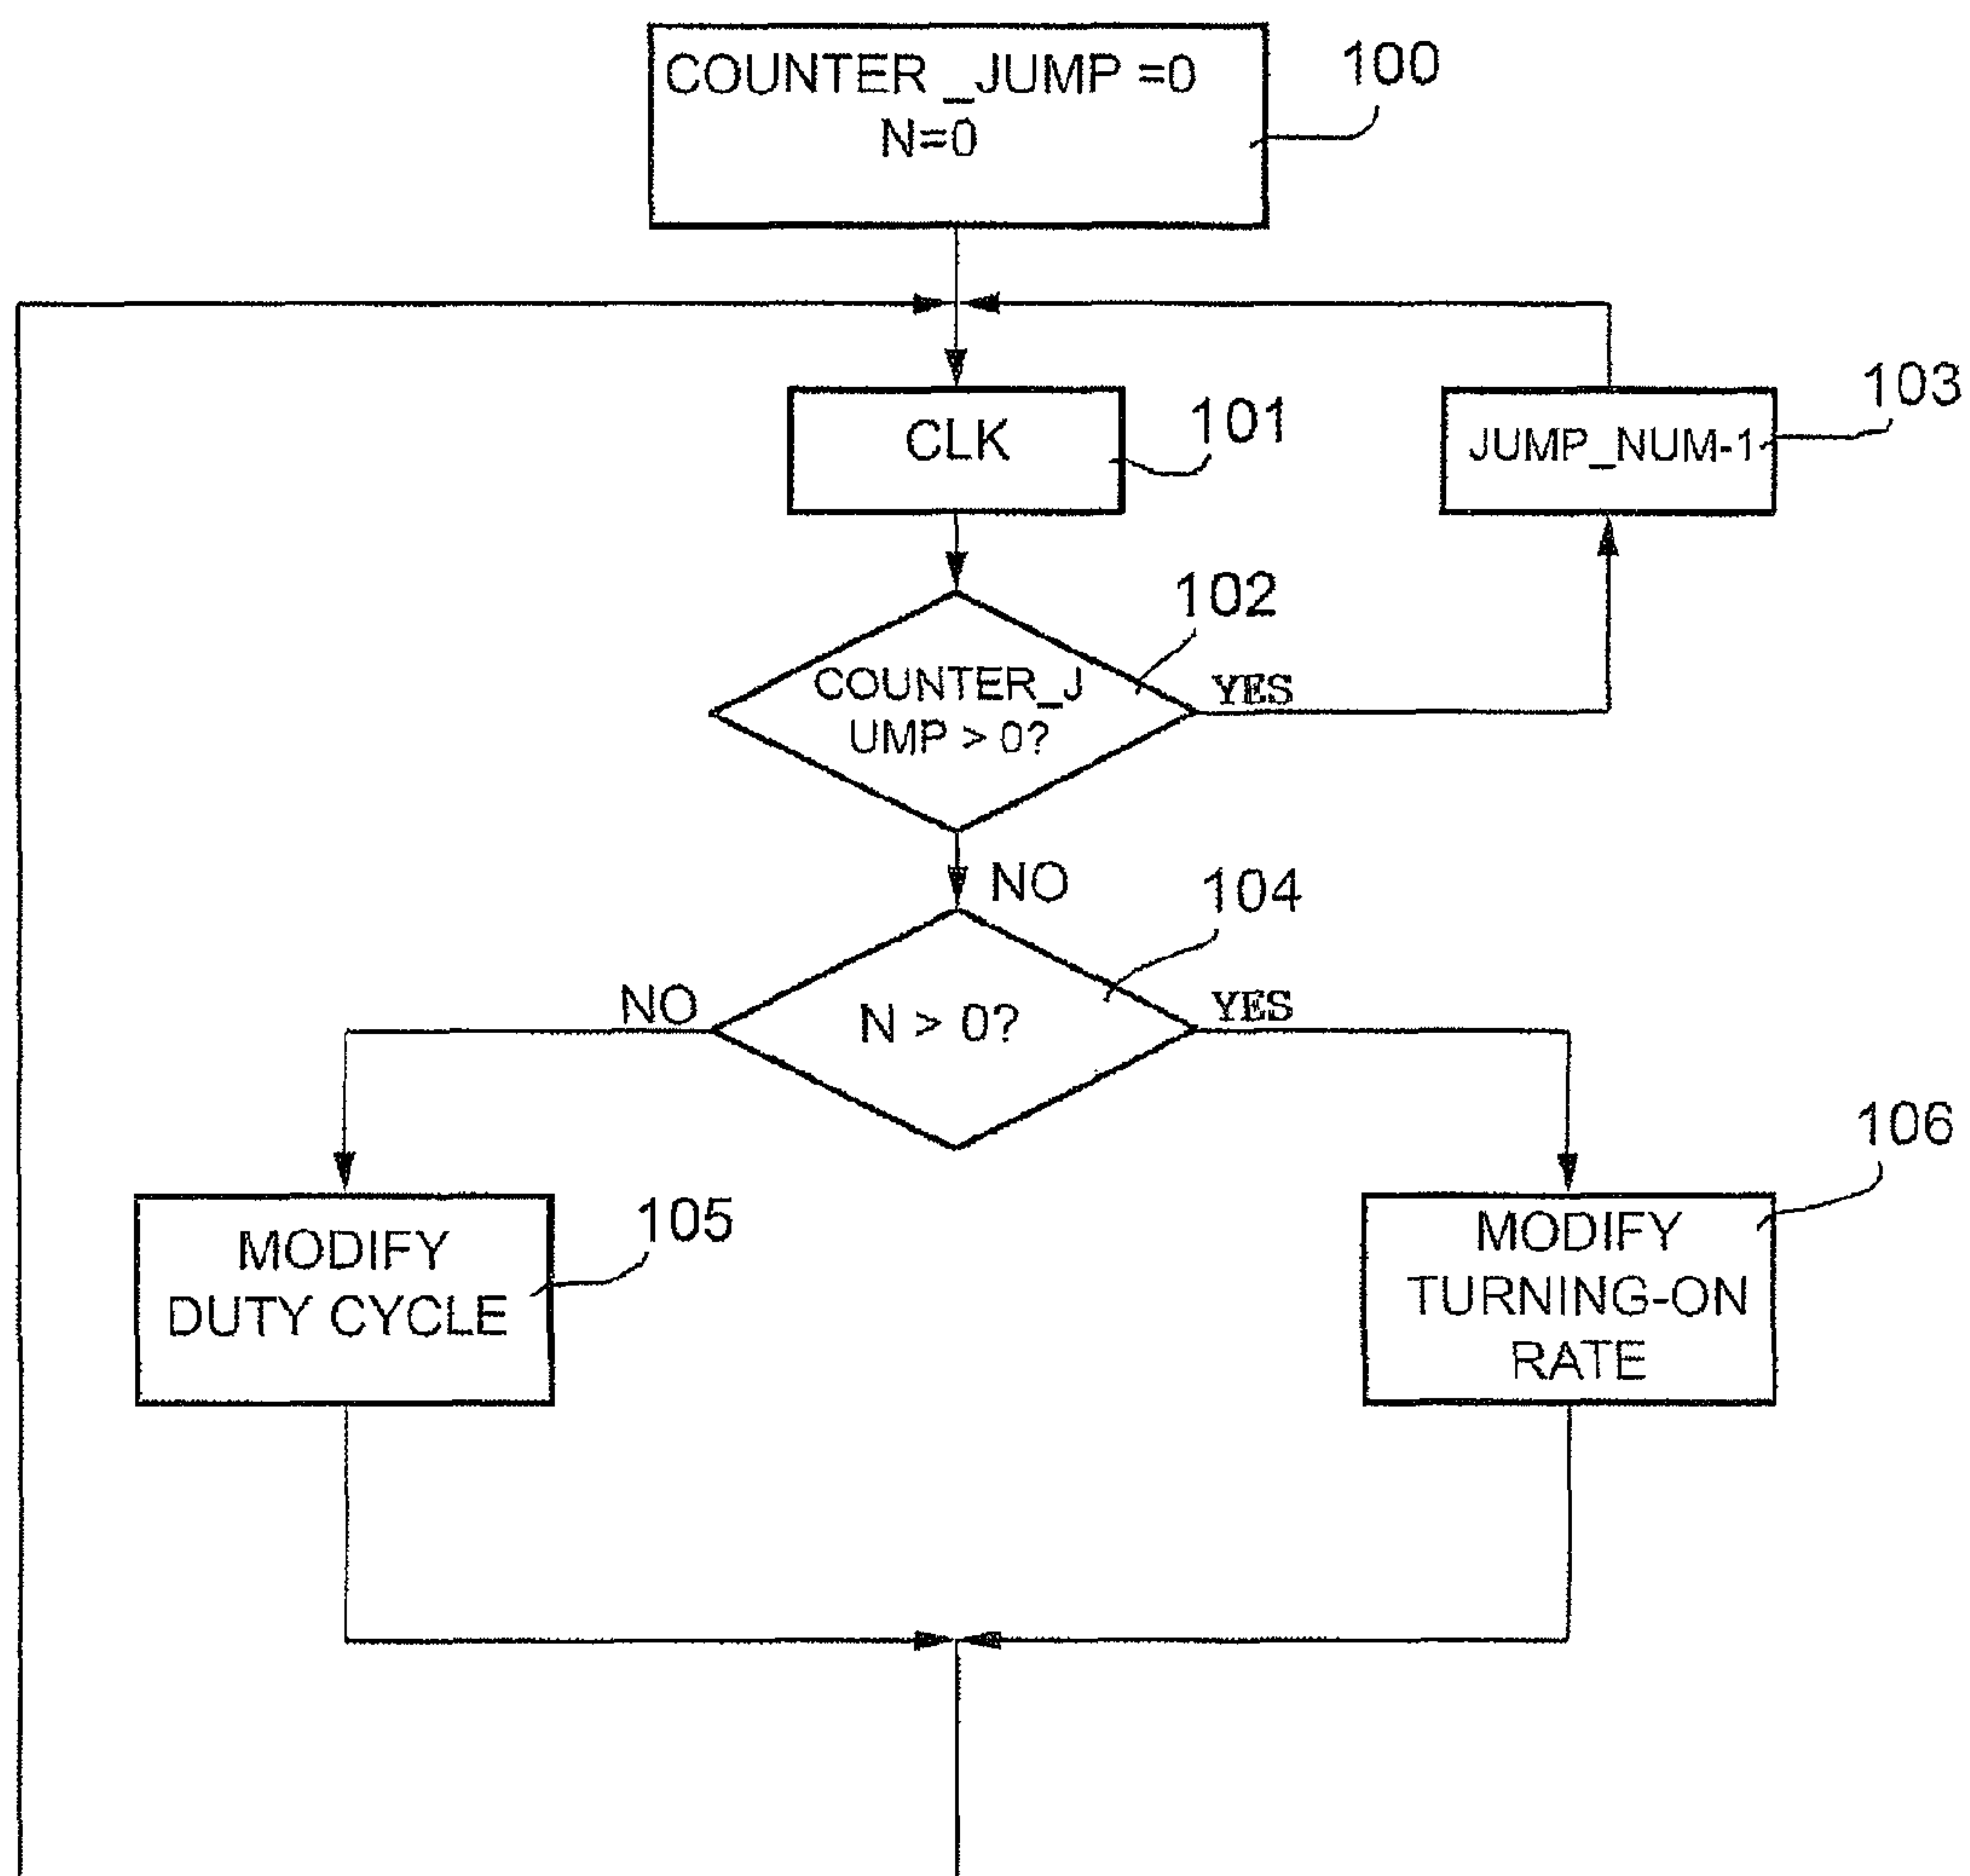 COUNTER _JUMP =0
N=0
100
CLK
101
JUMP_NUM-1
103
COUNTER_J
UMP > 0?
102
YES
NO
N > 0?
104
NO
YES
MODIFY
DUTY CYCLE
105
MODIFY
TURNING-ON
RATE
106